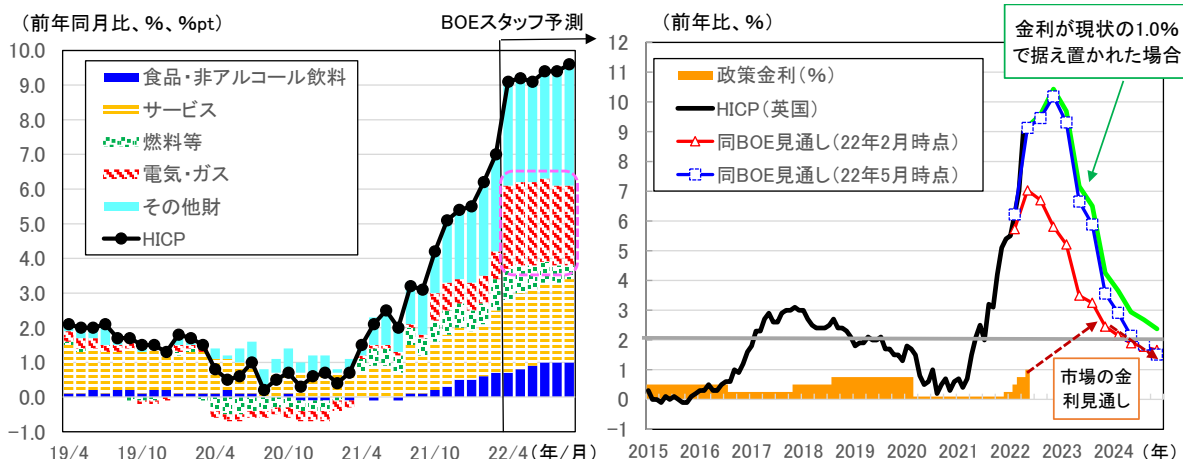 (前年同月比、%、%pt)
BOEスタッフ予測
10.0
9.0
8.0
7.0
6.0
5.0
4.0
3.0
2.0
1.0
0.0
-1.0
食品・非アルコール飲料
サービス
燃料等
電気・ガス
その他財
HICP
19/4 19/10 20/4 20/10 21/4 21/10 22/4(年/月)
(前年比、%)
12
11
10
9
8
7
6
5
4
3
2
1
0
-1
政策金利(%)
HICP(英国)
同BOE見通し(22年2月時点)
同BOE見通し(22年5月時点)
金利が現状の1.0%
で据え置かれた場合
市場の金
利見通し
2015 2016 2017 2018 2019 2020 2021 2022 2023 2024 (年)